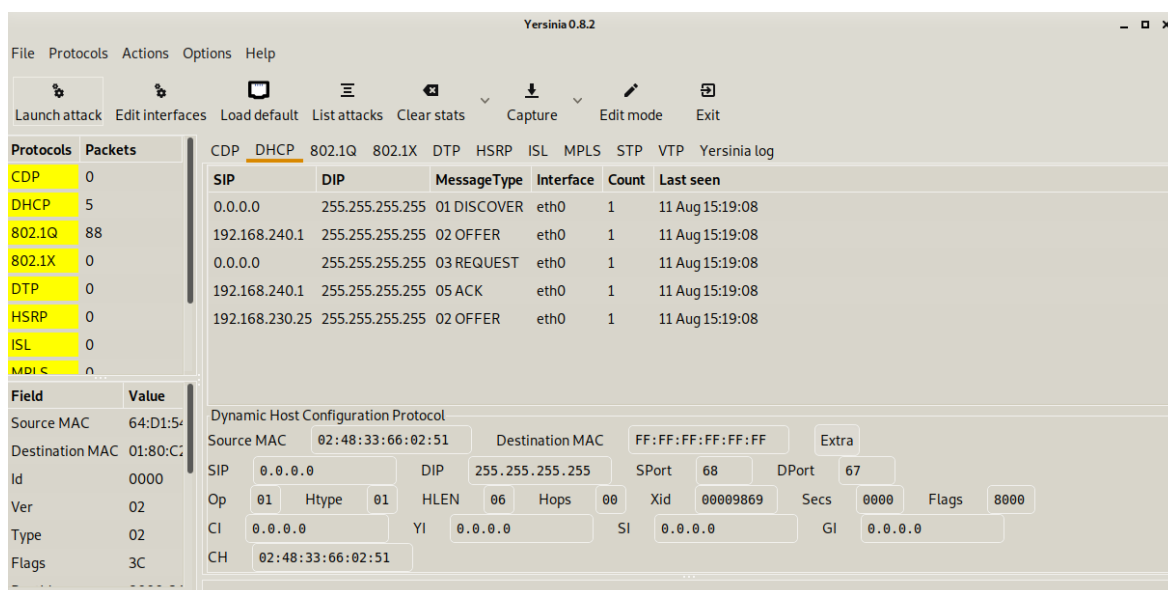 Yersinia 0.8.2
File Protocols Actions Options Help
Launch attack Edit interfaces Load default List attacks Clear stats Capture Edit mode Exit
Protocols Packets
CDP 0
DHCP 5
802.1Q 88
802.1X 0
DTP 0
HSRP 0
ISL 0
MPLS 0
CDP DHCP 802.1Q 802.1X DTP HSRP ISL MPLS STP VTP Yersinia log
SIP DIP MessageType Interface Count Last seen
0.0.0.0 255.255.255.255 01 DISCOVER eth0 1 11 Aug 15:19:08
192.168.240.1 255.255.255.255 02 OFFER eth0 1 11 Aug 15:19:08
0.0.0.0 255.255.255.255 03 REQUEST eth0 1 11 Aug 15:19:08
192.168.240.1 255.255.255.255 05 ACK eth0 1 11 Aug 15:19:08
192.168.230.25 255.255.255.255 02 OFFER eth0 1 11 Aug 15:19:08
Field Value
Source MAC 64:D1:54
Destination MAC 01:80:C2
Id 0000
Ver 02
Type 02
Flags 3C
Dynamic Host Configuration Protocol
Source MAC 02:48:33:66:02:51 Destination MAC FF:FF:FF:FF:FF:FF Extra
SIP 0.0.0.0 DIP 255.255.255.255 SPort 68 DPort 67
Op 01 Htype 01 HLEN 06 Hops 00 Xid 00009869 Secs 0000 Flags 8000
CI 0.0.0.0 YI 0.0.0.0 SI 0.0.0.0 GI 0.0.0.0
CH 02:48:33:66:02:51